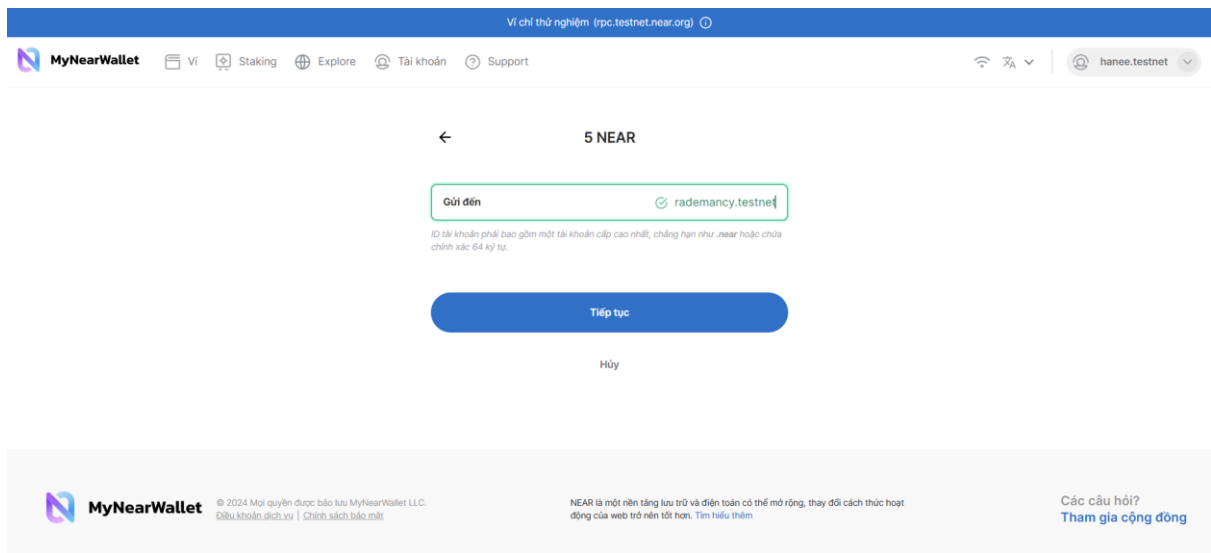 Ví chỉ thử nghiệm (rpc.testnet.near.org)
MyNearWallet Ví Staking Explore Tài khoản Support hanee.testnet
5 NEAR
Gửi đến rademancy.testnet
ID tài khoản phải bao gồm một tài khoản cấp cao nhất, chẳng hạn như .near hoặc chứa
chính xác 64 ký tự.
Tiếp tục
Hủy
MyNearWallet
© 2024 Mọi quyền được bảo lưu MyNearWallet LLC.
Điều khoản dịch vụ | Chính sách bảo mật
NEAR là một nền tảng lưu trữ và điện toán có thể mở rộng, thay đổi cách thức hoạt
động của web trở nên tốt hơn. Tìm hiểu thêm
Các câu hỏi?
Tham gia cộng đồng